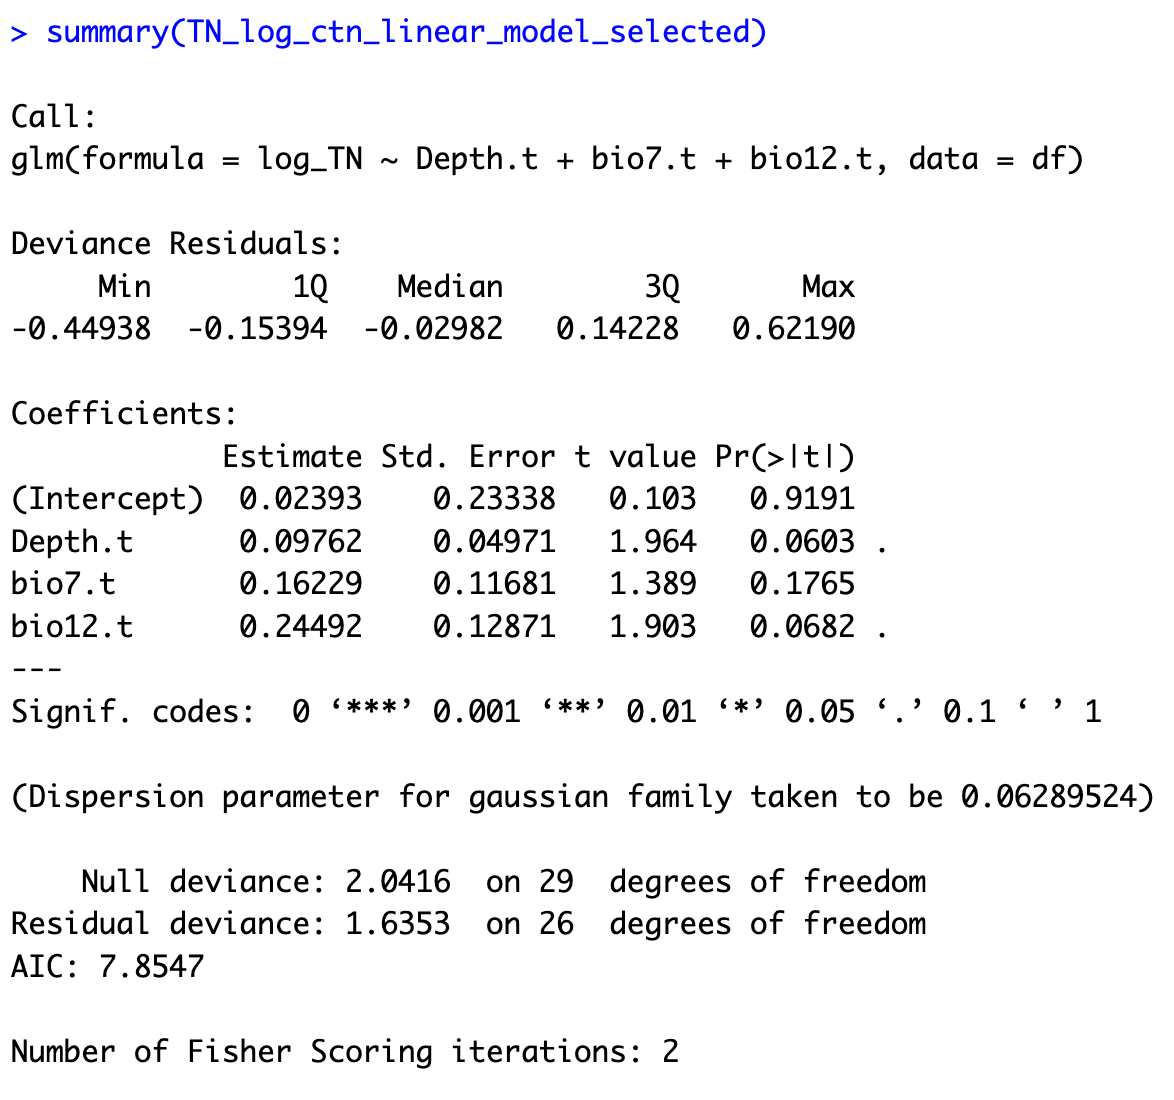 > summary(TN_log_ctn_linear_model_selected)
Call:
glm(formula = log_TN ~ Depth.t + bio7.t + bio12.t, data = df)
Deviance Residuals:
     Min        1Q    Median        3Q       Max
-0.44938  -0.15394  -0.02982   0.14228   0.62190
Coefficients:
            Estimate Std. Error t value Pr(>|t|)
(Intercept)  0.02393    0.23338   0.103   0.9191
Depth.t      0.09762    0.04971   1.964   0.0603 .
bio7.t       0.16229    0.11681   1.389   0.1765
bio12.t      0.24492    0.12871   1.903   0.0682 .
---
Signif. codes:  0 ‘***’ 0.001 ‘**’ 0.01 ‘*’ 0.05 ‘.’ 0.1 ‘ ’ 1
(Dispersion parameter for gaussian family taken to be 0.06289524)
    Null deviance: 2.0416  on 29  degrees of freedom
Residual deviance: 1.6353  on 26  degrees of freedom
AIC: 7.8547
Number of Fisher Scoring iterations: 2